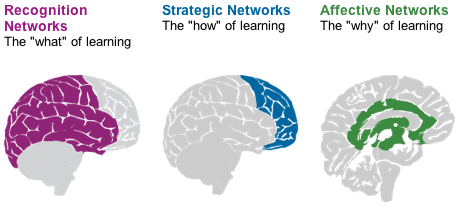 Recognition
Networks
The "what" of learning
Strategic Networks
The "how" of learning
Affective Networks
The "why" of learning